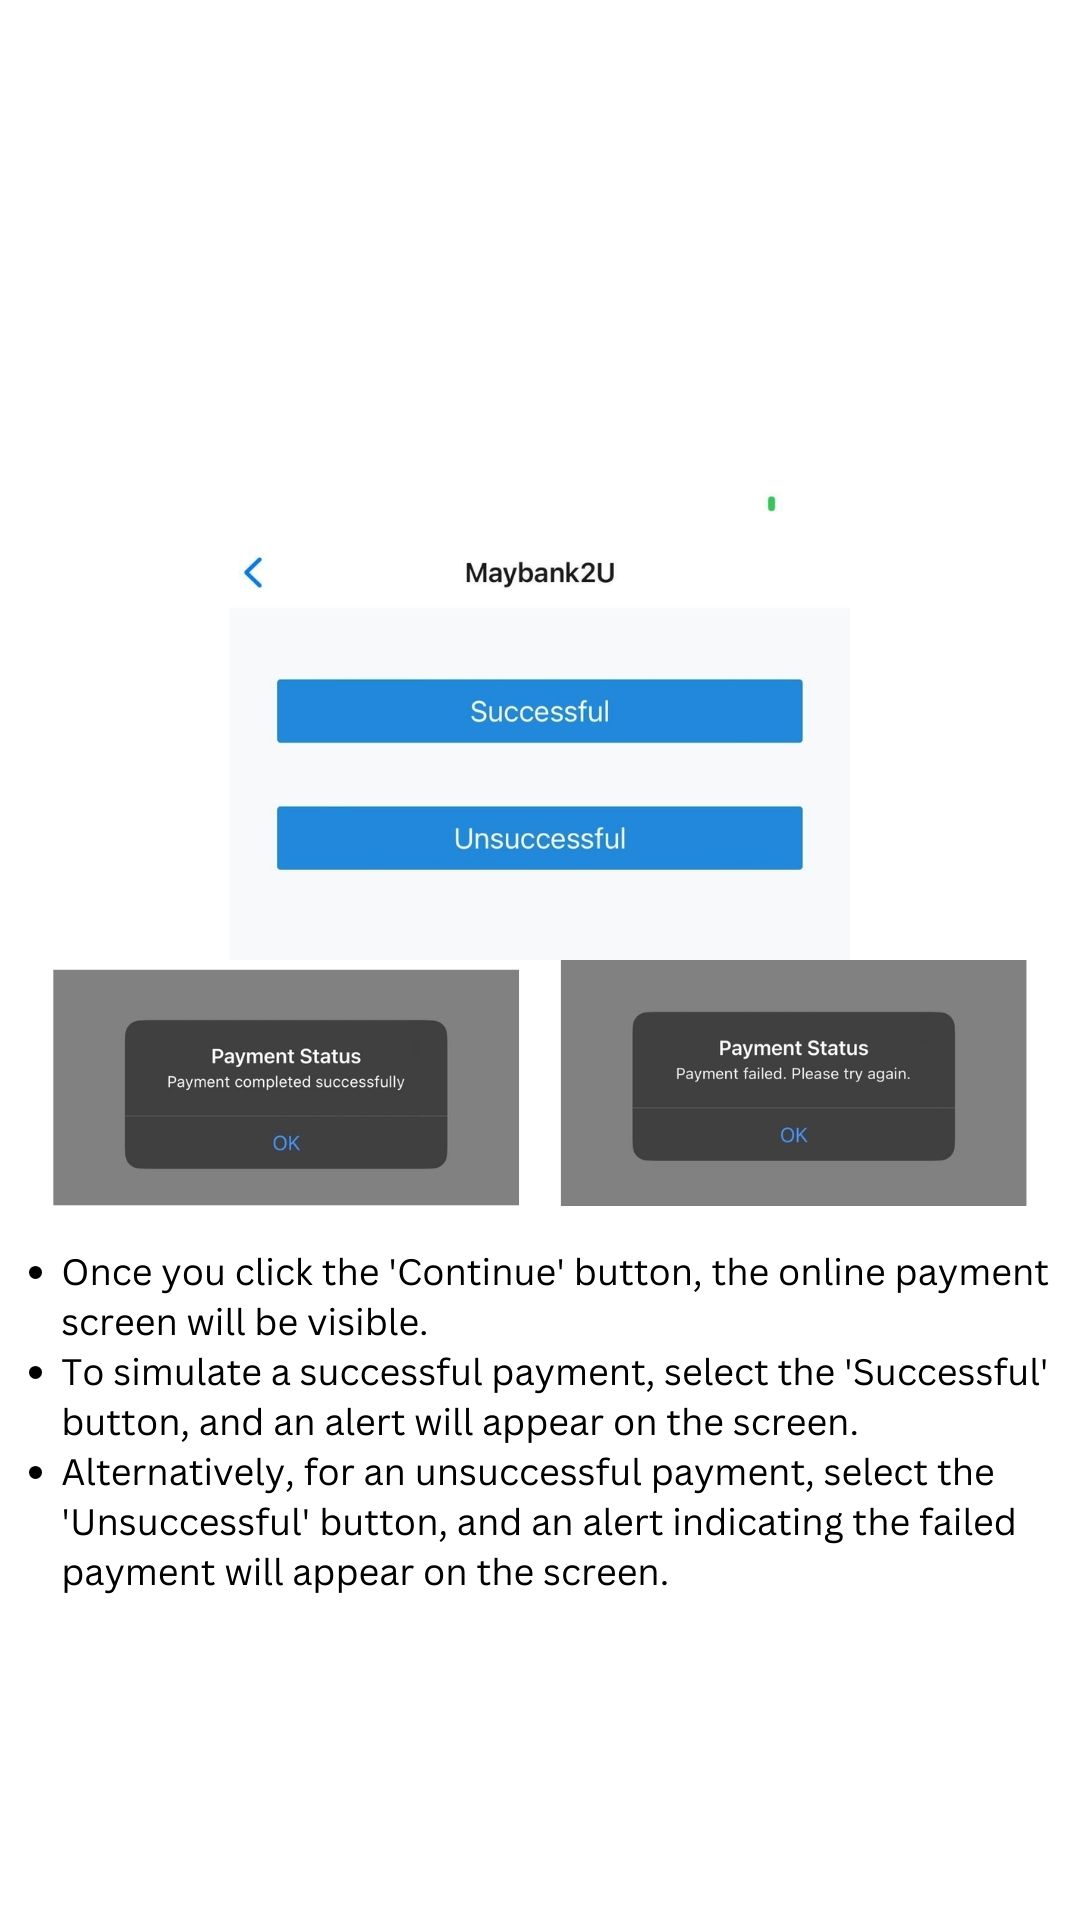 Maybank2U
Successful
Unsuccessful
Payment Status
Payment completed successfully
OK
Payment Status
Payment failed. Please try again.
OK
• Once you click the 'Continue' button, the online payment
screen will be visible.
• To simulate a successful payment, select the 'Successful'
button, and an alert will appear on the screen.
• Alternatively, for an unsuccessful payment, select the
'Unsuccessful' button, and an alert indicating the failed
payment will appear on the screen.